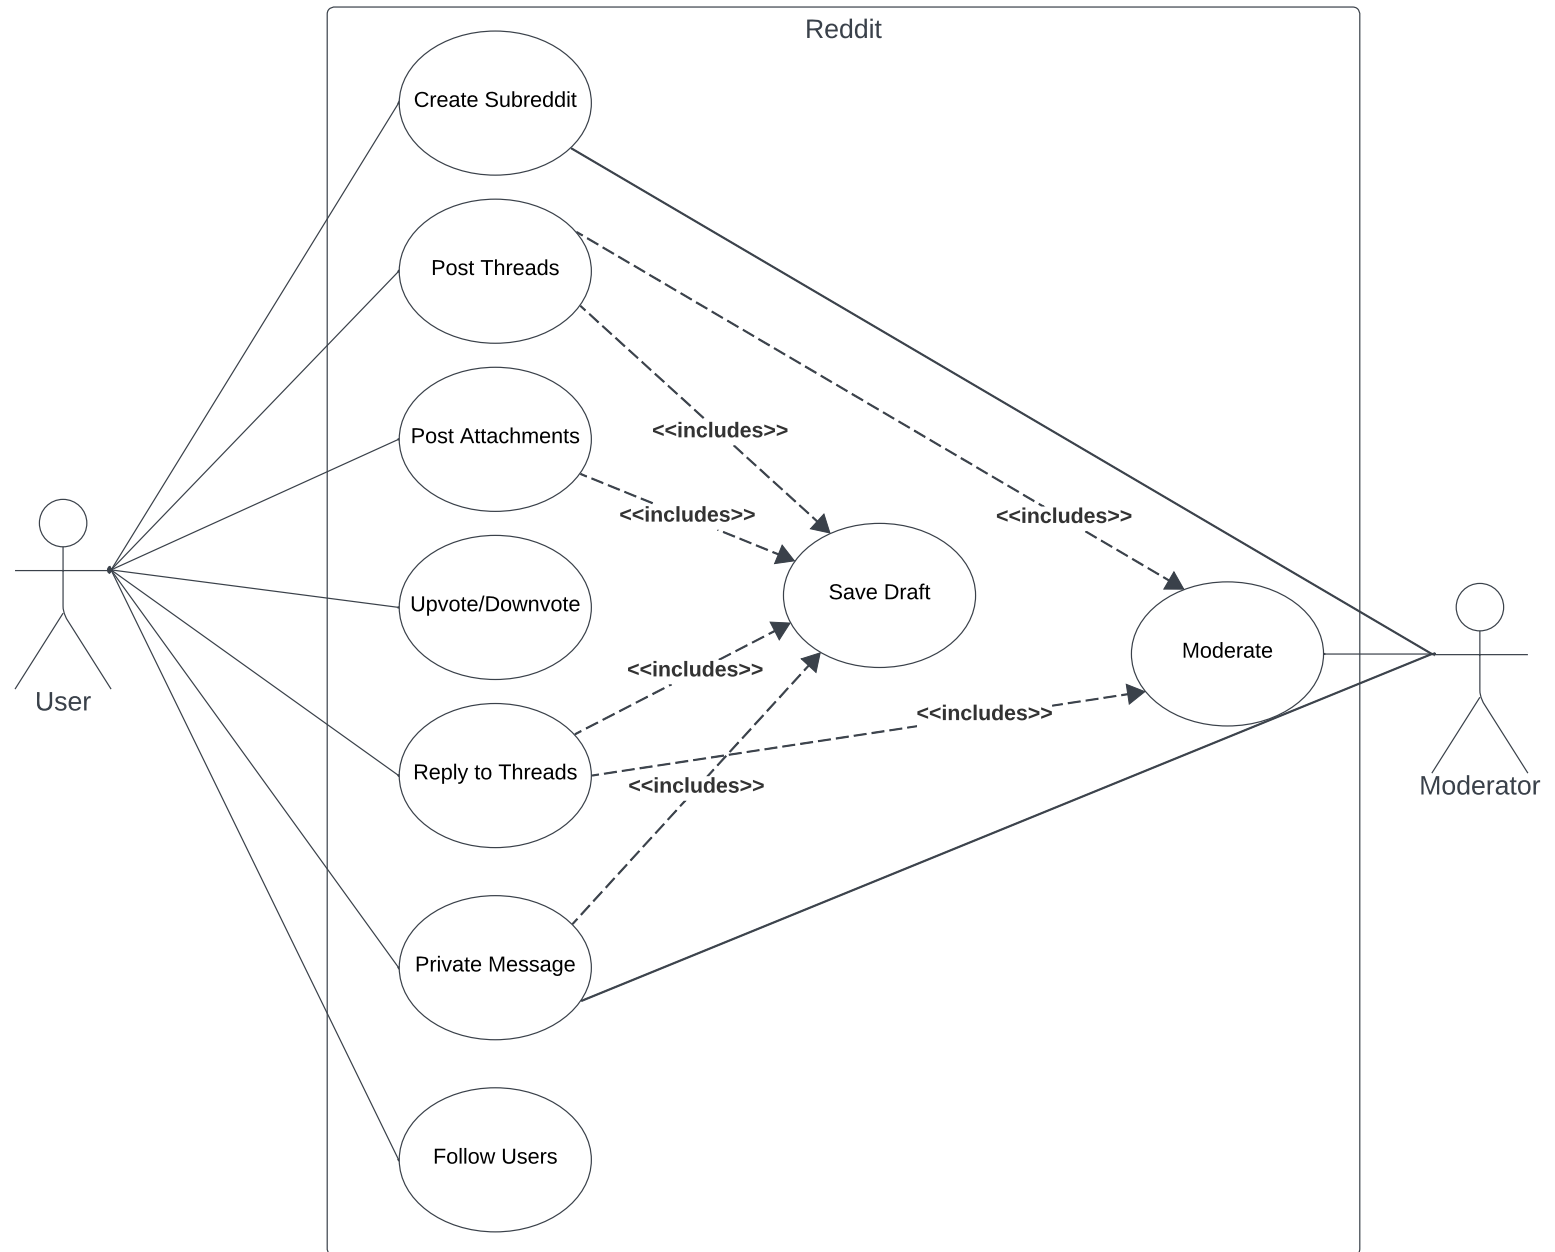 Reddit
Create Subreddit
Post Threads
Post Attachments
<<includes>>
<<includes>>
<<includes>>
Upvote/Downvote
Save Draft
Moderate
User
<<includes>>
<<includes>>
Reply to Threads
<<includes>>
Moderator
Private Message
Follow Users